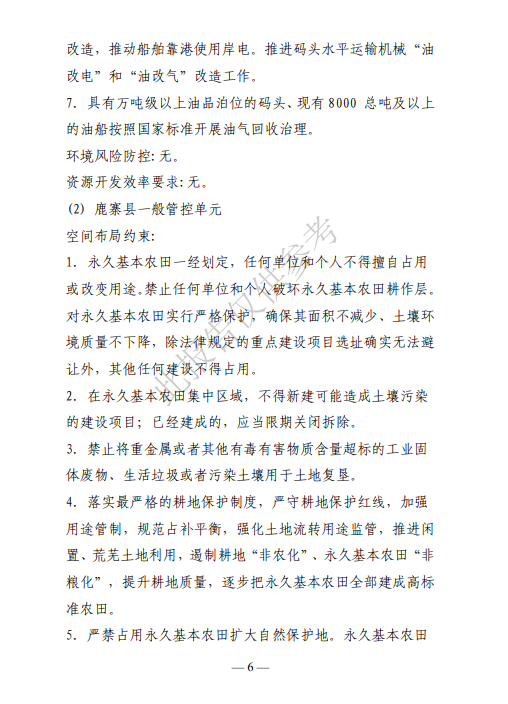 改造，推动船舶靠港使用岸电。推进码头水平运输机械“油
改电”和“油改气”改造工作。
7. 具有万吨级以上油品泊位的码头、现有8000 总吨及以上
的油船按照国家标准开展油气回收治理。
环境风险防控：无。
资源开发效率要求：无。
(2) 鹿寨县一般管控单元
空间布局约束：
1. 永久基本农田一经划定，任何单位和个人不得擅自占用
或改变用途。禁止任何单位和个人破坏永久基本农田耕作层。
对永久基本农田实行严格保护，确保其面积不减少、土壤环
境质量不下降，除法律规定的重点建设项目选址确实无法避
让外，其他任何建设不得占用。
2. 在永久基本农田集中区域，不得新建可能造成土壤污染
的建设项目；已经建成的，应当限期关闭拆除。
3. 禁止将重金属或者其他有毒有害物质含量超标的工业固
体废物、生活垃圾或者污染土壤用于土地复垦。
4. 落实最严格的耕地保护制度，严守耕地保护红线，加强
用途管制，规范占补平衡，强化土地流转用途监管，推进闲
置、荒芜土地利用，遏制耕地“非农化”、永久基本农田“非
粮化”，提升耕地质量，逐步把永久基本农田全部建成高标
准农田。
5. 严禁占用永久基本农田扩大自然保护地。永久基本农田
— 6 —
此报告仅供参考